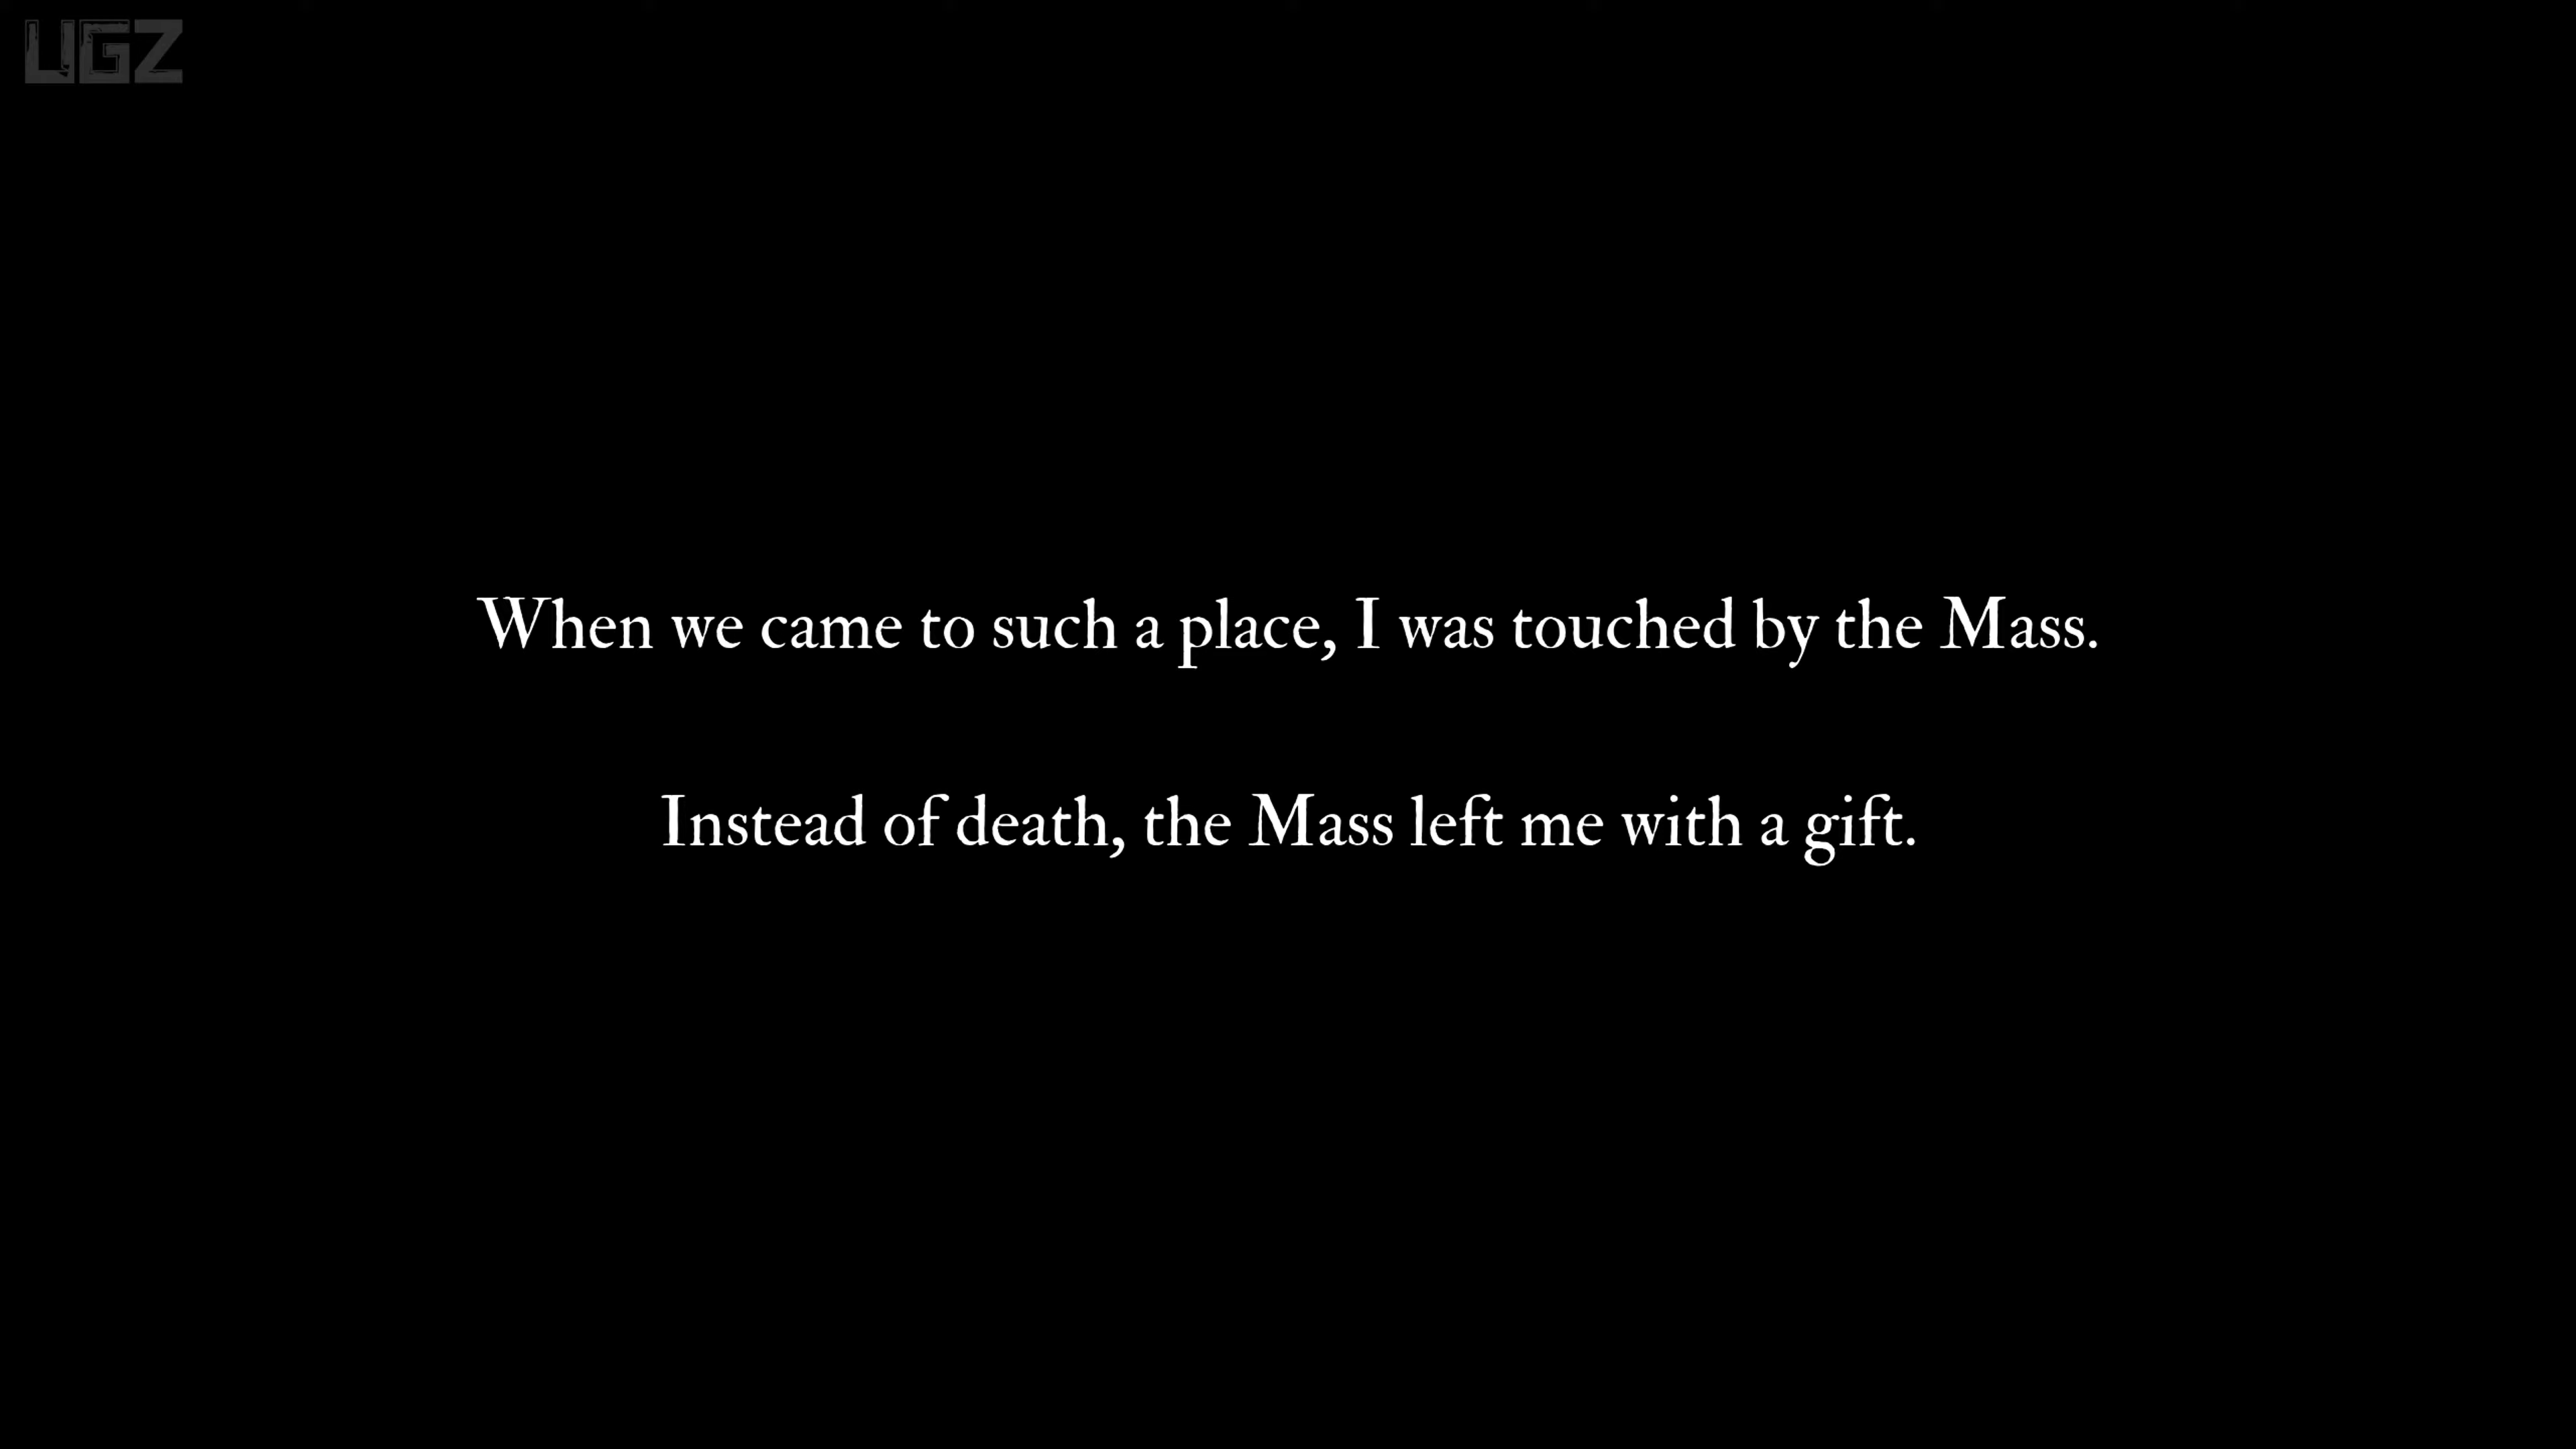 UGZ
When we came to such a place, I was touched by the Mass.
Instead of death, the Mass left me with a gift.